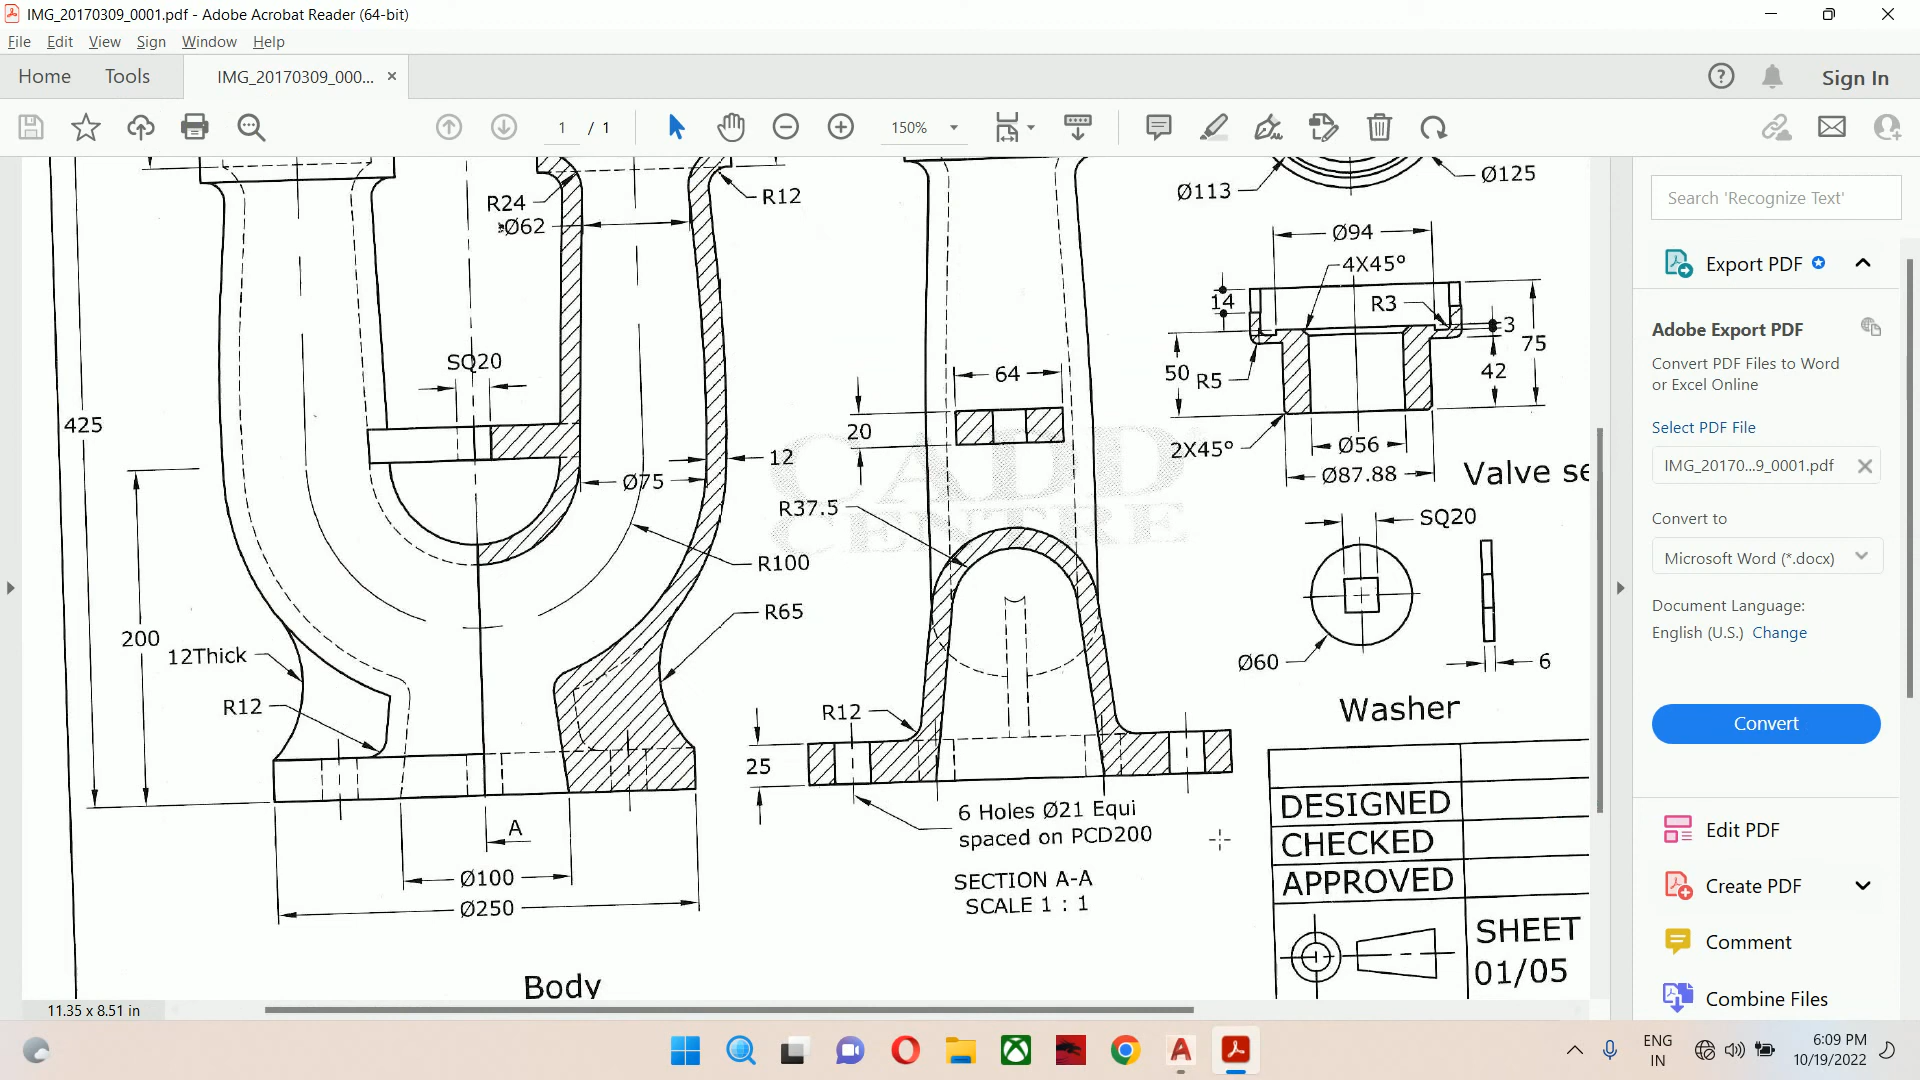 IMG_20170309_0001.pdf - Adobe Acrobat Reader (64-bit)
File Edit View Sign Window Help
Home Tools IMG_20170309_000... × Sign In
1 / 1 150%
R24
R12
Ø62
SQ20
425
12
Ø75
R100
R65
200
12Thick
R12
A
Ø100
Ø250
Body
64
20
R37.5
R12
25
6 Holes Ø21 Equi
spaced on PCD200
SECTION A-A
SCALE 1 : 1
CADD
CENTRE
Ø113
Ø125
Ø94
4X45°
14
R3
3
75
50
R5
42
2X45°
Ø56
Ø87.88
Valve se
SQ20
Ø60
6
Washer
DESIGNED
CHECKED
APPROVED
SHEET
01/05
Search 'Recognize Text'
Export PDF
Adobe Export PDF
Convert PDF Files to Word
or Excel Online
Select PDF File
IMG_20170...9_0001.pdf
Convert to
Microsoft Word (*.docx)
Document Language:
English (U.S.) Change
Convert
Edit PDF
Create PDF
Comment
Combine Files
11.35 x 8.51 in
ENG
IN
6:09 PM
10/19/2022